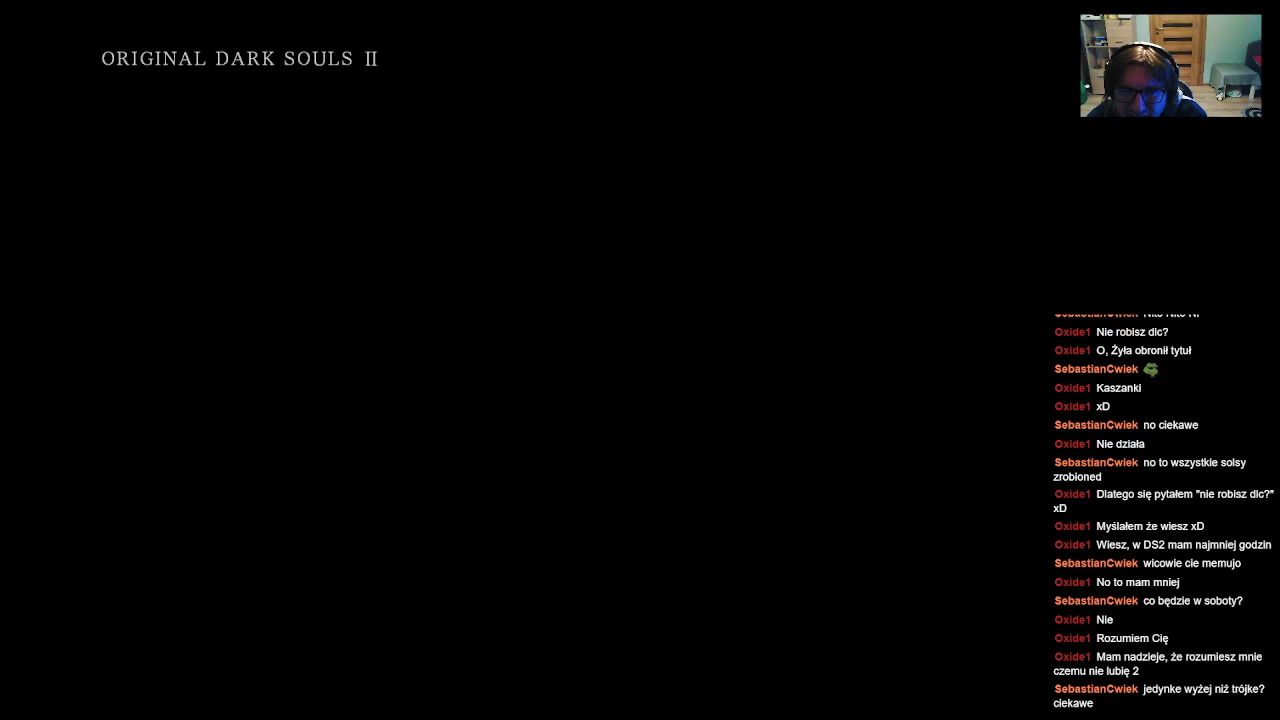 ORIGINAL DARK SOULS II
Oxide1 Nie robisz dlc?
Oxide1 O, Żyła obronił tytuł
SebastianCwiek
Oxide1 Kaszanki
Oxide1 xD
SebastianCwiek no ciekawe
Oxide1 Nie działa
SebastianCwiek no to wszystkie solsy
zrobioned
Oxide1 Dlatego się pytałem "nie robisz dlc?"
xD
Oxide1 Myślałem że wiesz xD
Oxide1 Wiesz, w DS2 mam najmniej godzin
SebastianCwiek wicowie cie memujo
Oxide1 No to mam mniej
SebastianCwiek co będzie w soboty?
Oxide1 Nie
Oxide1 Rozumiem Cię
Oxide1 Mam nadzieje, że rozumiesz mnie
czemu nie lubię 2
SebastianCwiek jedynke wyżej niż trójke?
ciekawe